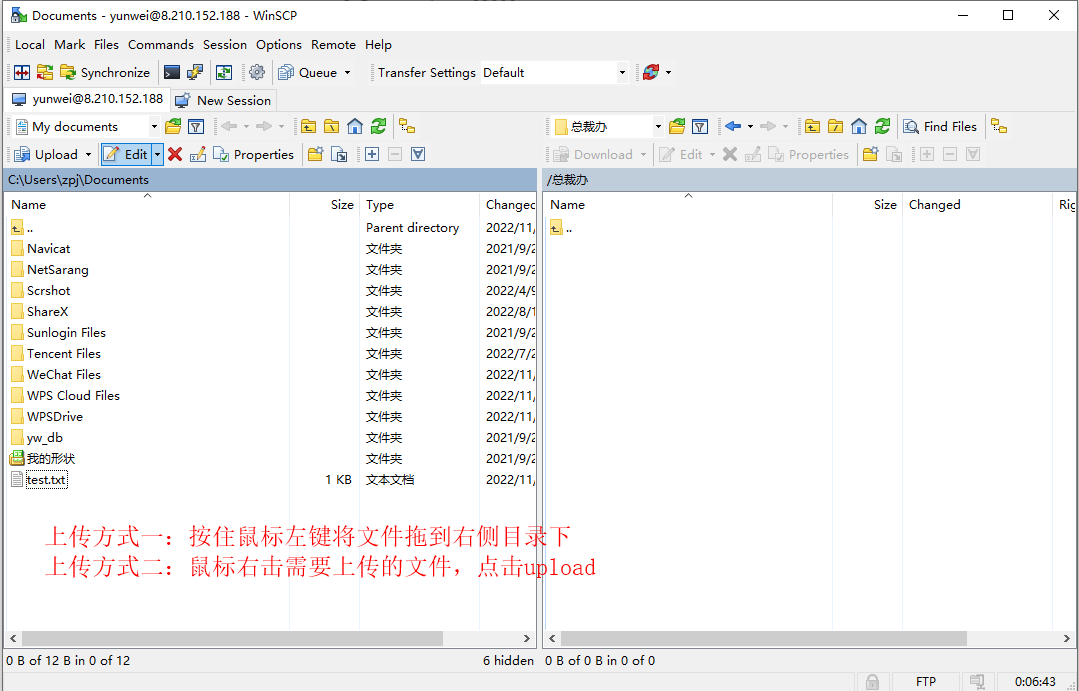 Documents - yunwei@8.210.152.188 - WinSCP
Local Mark Files Commands Session Options Remote Help
Synchronize Queue Transfer Settings Default
yunwei@8.210.152.188 New Session
My documents 总裁办 Find Files
Upload Edit Properties Download Edit Properties
C:\Users\zpj\Documents /总裁办
Name Size Type Changed Name Size Changed Rig
.. Parent directory 2022/11/ ..
Navicat 文件夹 2021/9/2
NetSarang 文件夹 2021/9/2
Scrshot 文件夹 2022/4/9
ShareX 文件夹 2022/8/1
Sunlogin Files 文件夹 2021/9/2
Tencent Files 文件夹 2022/7/2
WeChat Files 文件夹 2022/11/
WPS Cloud Files 文件夹 2022/11/
WPSDrive 文件夹 2022/11/
yw_db 文件夹 2021/9/2
我的形状 文件夹 2021/9/2
test.txt 1 KB 文本文档 2022/11/
上传方式一：按住鼠标左键将文件拖到右侧目录下
上传方式二：鼠标右击需要上传的文件，点击upload
0 B of 12 B in 0 of 12 6 hidden 0 B of 0 B in 0 of 0
FTP 0:06:43